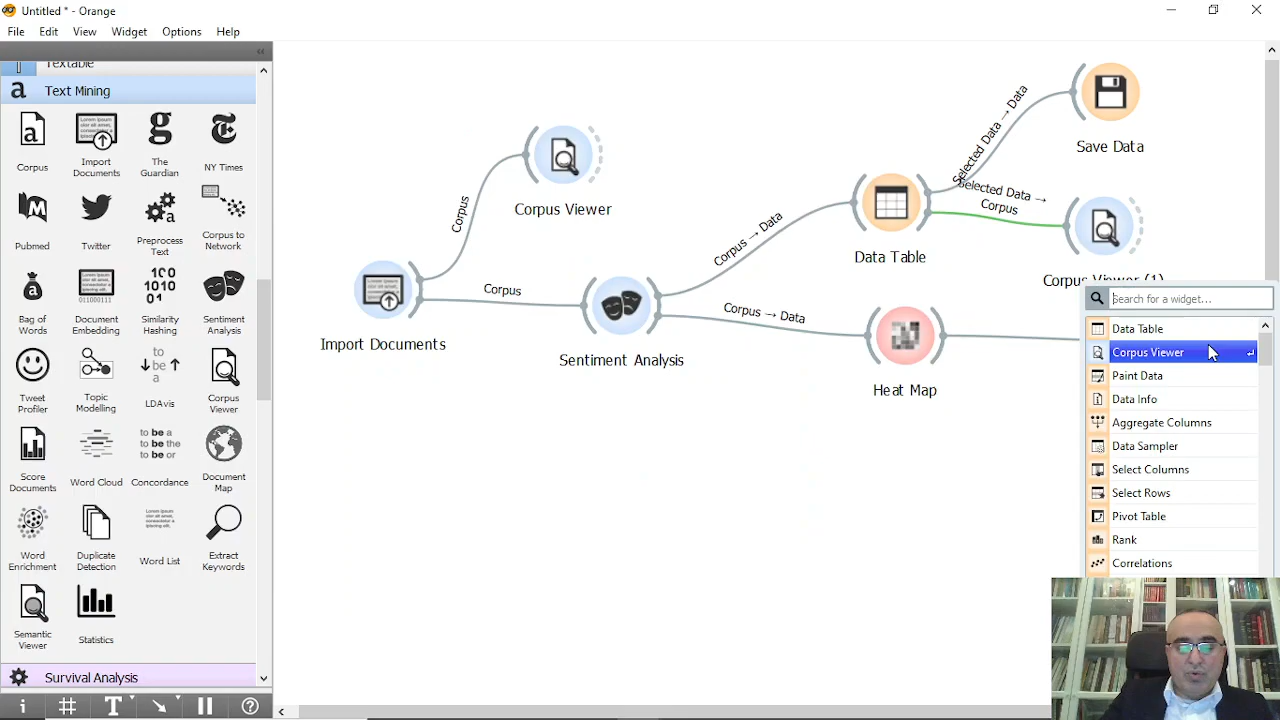 Untitled * - Orange
File Edit View Widget Options Help
Textable
Text Mining
Corpus
Import Documents
The Guardian
NY Times
Pubmed
Twitter
Preprocess Text
Corpus to Network
Bag of Words
Document Embedding
Similarity Hashing
Sentiment Analysis
Tweet Profiler
Topic Modelling
LDAvis
Corpus Viewer
Score Documents
Word Cloud
Concordance
Document Map
Word Enrichment
Duplicate Detection
Word List
Extract Keywords
Semantic Viewer
Statistics
Survival Analysis
Corpus
Corpus Viewer
Import Documents
Corpus
Sentiment Analysis
Corpus → Data
Corpus → Data
Data Table
Heat Map
Selected Data → Data
Selected Data →
Corpus
Save Data
Corpus Viewer (1)
Search for a widget...
Data Table
Corpus Viewer
Paint Data
Data Info
Aggregate Columns
Data Sampler
Select Columns
Select Rows
Pivot Table
Rank
Correlations